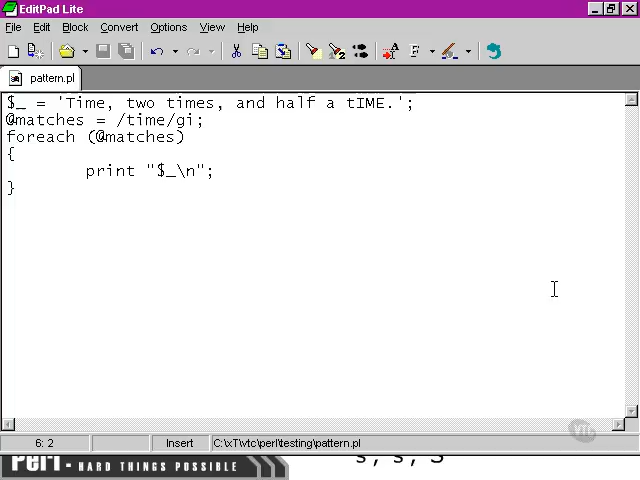 EditPad Lite
File Edit Block Convert Options View Help
pattern.pl
$_ = 'Time, two times, and half a tIME.';
@matches = /time/gi;
foreach (@matches)
{
print "$_\n";
}
6: 2 Insert C:\xT\vtc\perl\testing\pattern.pl
Perl - HARD THINGS POSSIBLE